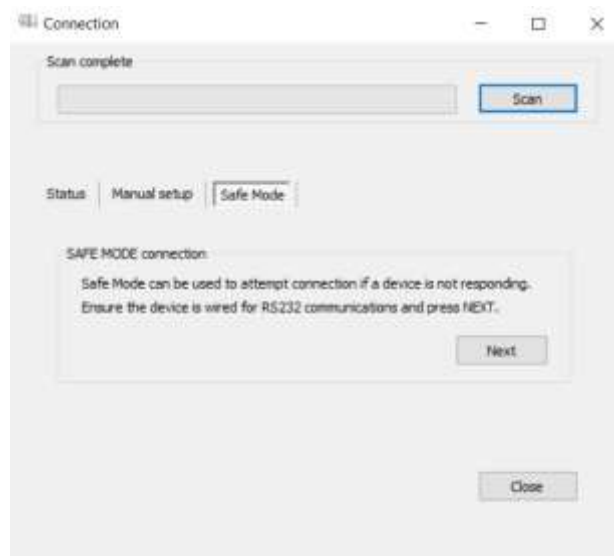 Connection
Scan complete
Scan
Status
Manual setup
Safe Mode
SAFE MODE connection
Safe Mode can be used to attempt connection if a device is not responding.
Ensure the device is wired for RS232 communications and press NEXT.
Next
Close